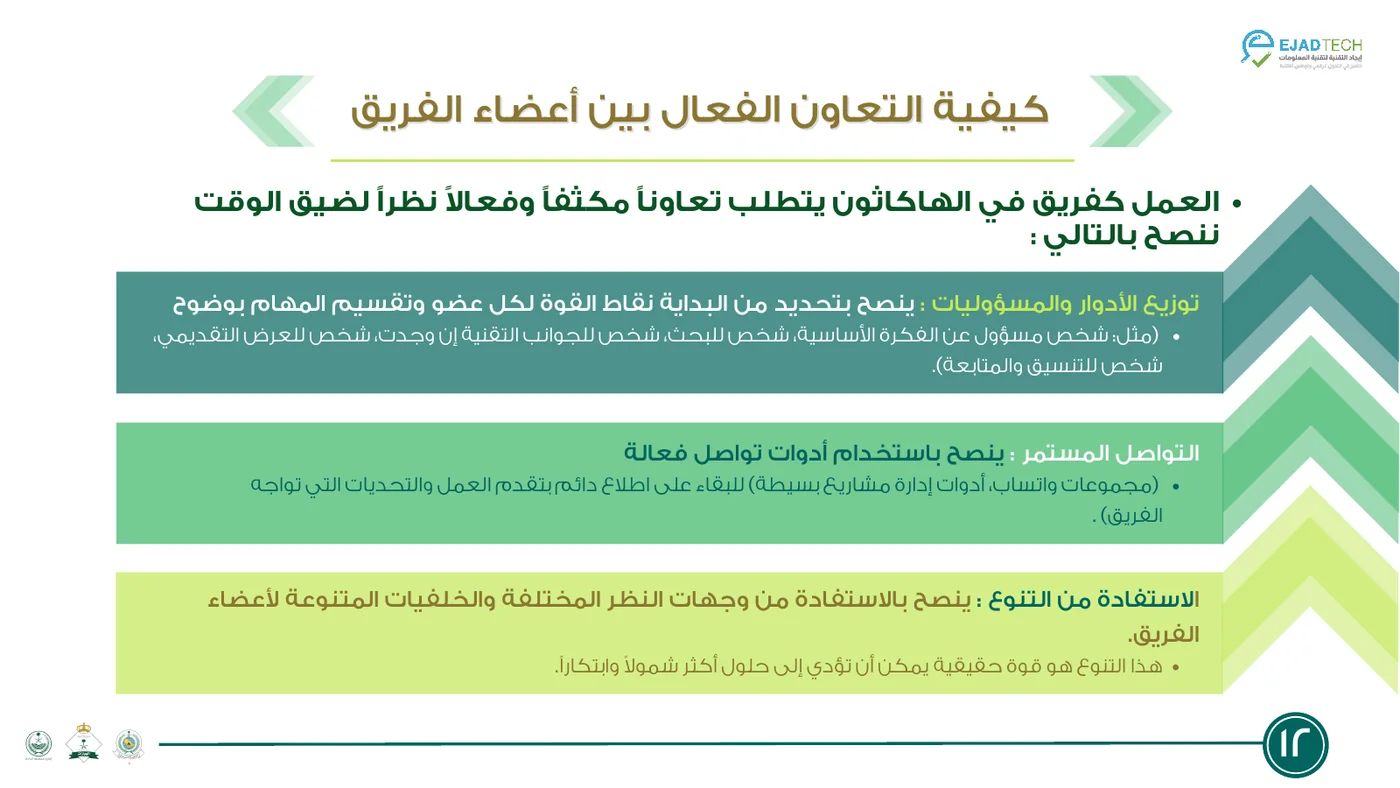 EJADTECH
إيجاد التقنية لتقنية المعلومات
كيفية التعاون الفعال بين أعضاء الفريق
• العمل كفريق في الهاكاثون يتطلب تعاوناً مكثفاً وفعالاً نظراً لضيق الوقت
ننصح بالتالي :
توزيع الأدوار والمسؤوليات : ينصح بتحديد من البداية نقاط القوة لكل عضو وتقسيم المهام بوضوح
• (مثل: شخص مسؤول عن الفكرة الأساسية، شخص للبحث، شخص للجوانب التقنية إن وجدت، شخص للعرض التقديمي،
شخص للتنسيق والمتابعة).
التواصل المستمر : ينصح باستخدام أدوات تواصل فعالة
• (مجموعات واتساب، أدوات إدارة مشاريع بسيطة) للبقاء على اطلاع دائم بتقدم العمل والتحديات التي تواجه
الفريق) .
الاستفادة من التنوع : ينصح بالاستفادة من وجهات النظر المختلفة والخلفيات المتنوعة لأعضاء
الفريق.
• هذا التنوع هو قوة حقيقية يمكن أن تؤدي إلى حلول أكثر شمولاً وابتكاراً.
١٢